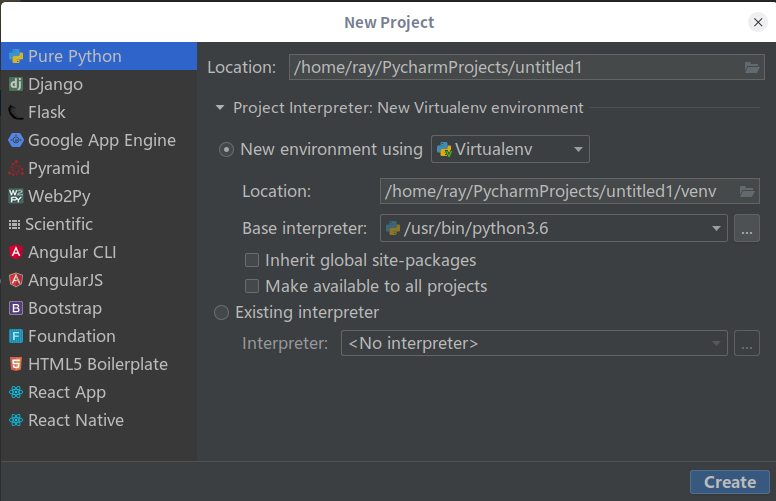 New Project
Pure Python
Django
Flask
Google App Engine
Pyramid
Web2Py
Scientific
Angular CLI
AngularJS
Bootstrap
Foundation
HTML5 Boilerplate
React App
React Native
Location: /home/ray/PycharmProjects/untitled1
Project Interpreter: New Virtualenv environment
New environment using Virtualenv
Location: /home/ray/PycharmProjects/untitled1/venv
Base interpreter: /usr/bin/python3.6 ...
Inherit global site-packages
Make available to all projects
Existing interpreter
Interpreter: <No interpreter> ...
Create